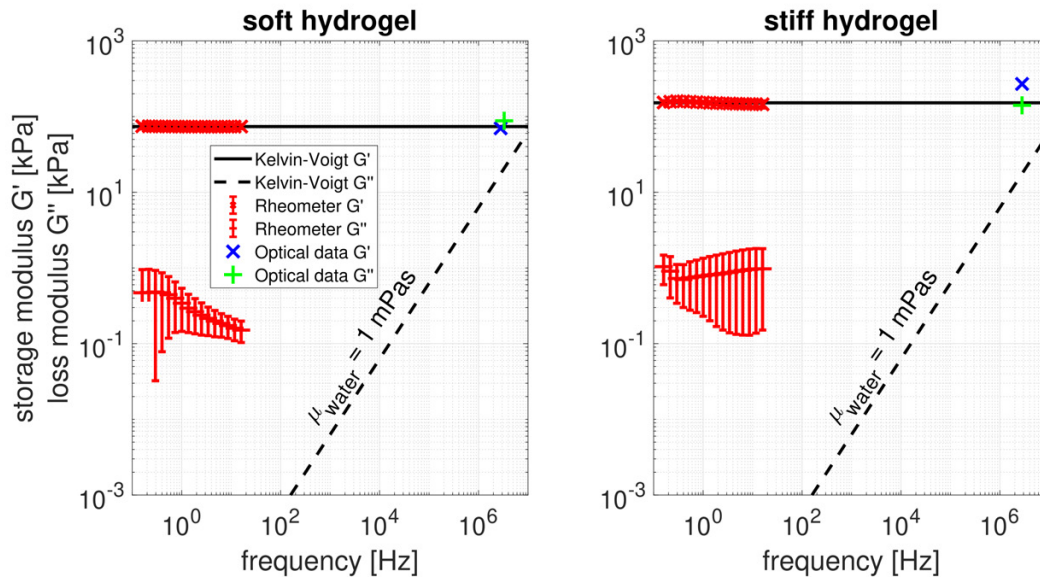 soft hydrogel
stiff hydrogel
storage modulus G' [kPa]
loss modulus G'' [kPa]
10³
10¹
10⁻¹
10⁻³
Kelvin-Voigt G'
Kelvin-Voigt G''
Rheometer G'
Rheometer G''
Optical data G'
Optical data G''
μwater = 1 mPas
10⁰
10²
10⁴
10⁶
frequency [Hz]
10³
10¹
10⁻¹
10⁻³
μwater = 1 mPas
10⁰
10²
10⁴
10⁶
frequency [Hz]